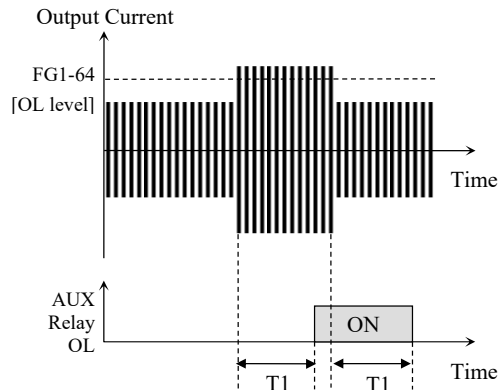 Output Current
FG1-64
[OL level]
Time
AUX
Relay
OL
ON
Time
T1
T1